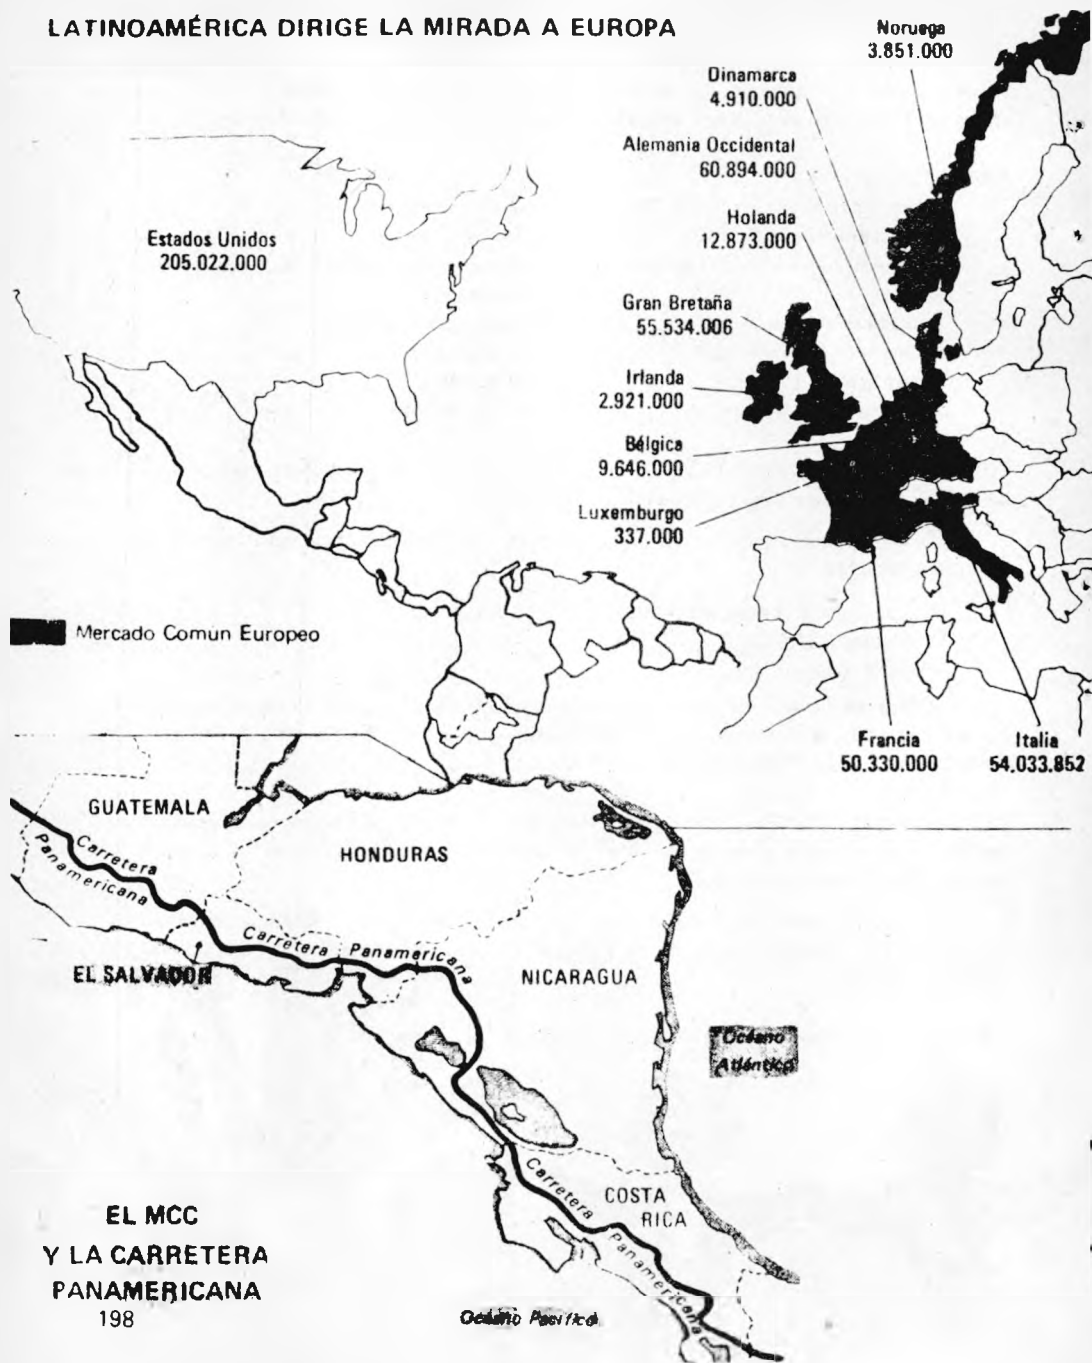 LATINOAMÉRICA DIRIGE LA MIRADA A EUROPA
Noruega
3.851.000
Dinamarca
4.910.000
Alemania Occidental
60.894.000
Holanda
12.873.000
Estados Unidos
205.022.000
Gran Bretaña
55.534.006
Irlanda
2.921.000
Bélgica
9.646.000
Luxemburgo
337.000
Mercado Comun Europeo
Francia
50.330.000
Italia
54.033.852
GUATEMALA
Carretera
Panamericana
HONDURAS
Carretera Panamericana
EL SALVADOR
NICARAGUA
Océano
Atlántico
Carretera
Panamericana
COSTA
RICA
EL MCC
Y LA CARRETERA
PANAMERICANA
198
Océano Pacífico